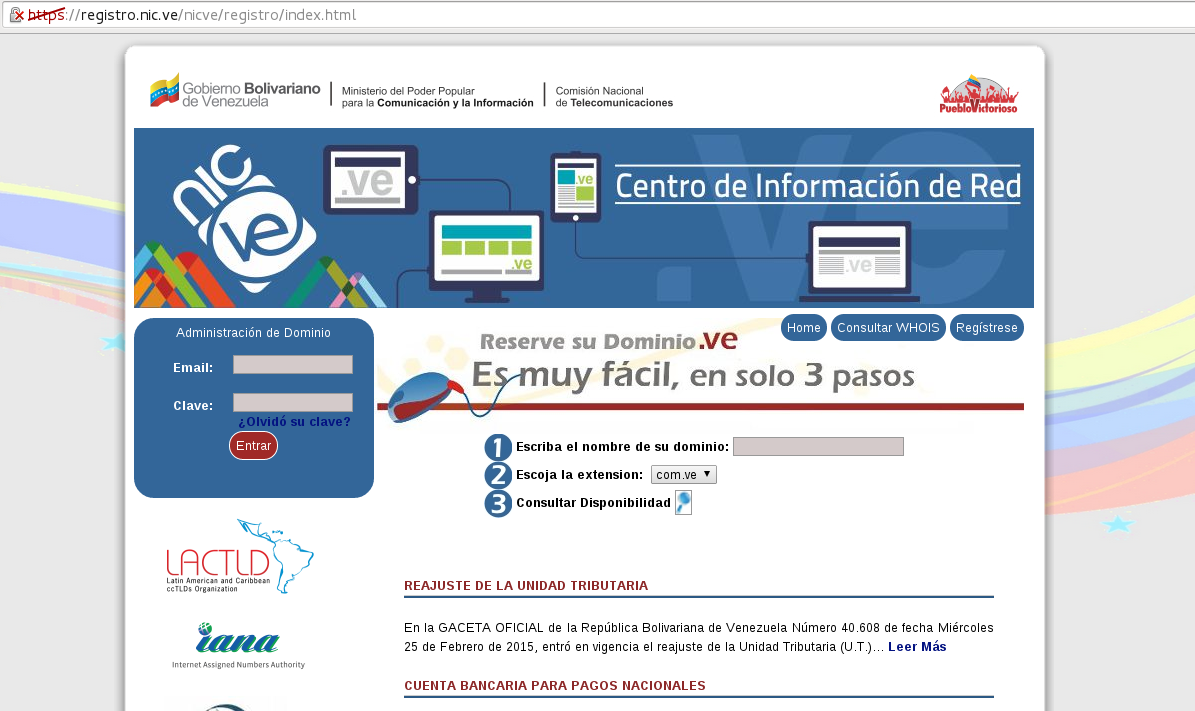 https://registro.nic.ve/nicve/registro/index.html
Gobierno Bolivariano
de Venezuela
Ministerio del Poder Popular
para la Comunicación y la Información
Comisión Nacional
de Telecomunicaciones
PuebloVictorioso
nic
ve
.ve
.ve
.ve
.ve
.ve
Centro de Información de Red
Administración de Dominio
Email:
Clave:
¿Olvidó su clave?
Entrar
Home
Consultar WHOIS
Regístrese
Reserve su Dominio.ve
Es muy fácil, en solo 3 pasos
1 Escriba el nombre de su dominio:
2 Escoja la extension: com.ve
3 Consultar Disponibilidad
LACTLD
Latin American and Caribbean
ccTLDs Organization
iana
Internet Assigned Numbers Authority
REAJUSTE DE LA UNIDAD TRIBUTARIA
En la GACETA OFICIAL de la República Bolivariana de Venezuela Número 40.608 de fecha Miércoles
25 de Febrero de 2015, entró en vigencia el reajuste de la Unidad Tributaria (U.T.)... Leer Más
CUENTA BANCARIA PARA PAGOS NACIONALES